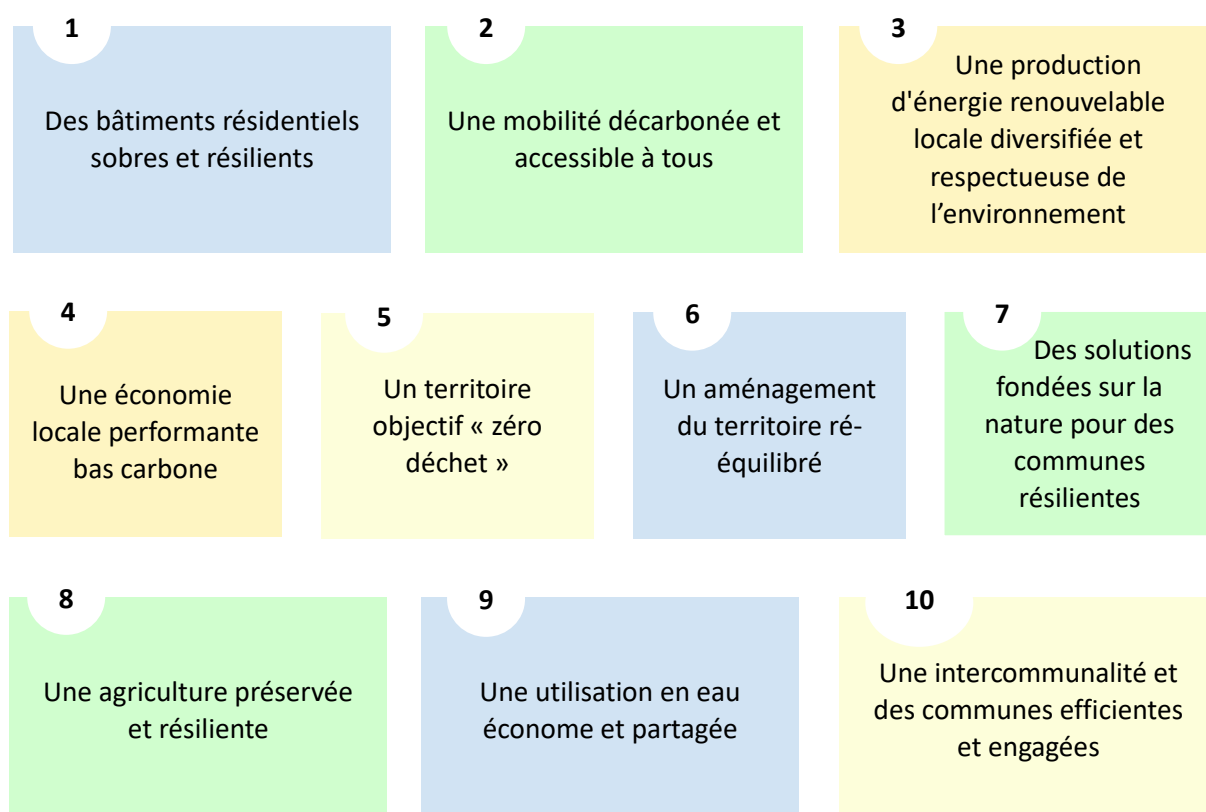 1
Des bâtiments résidentiels
sobres et résilients
2
Une mobilité décarbonée et
accessible à tous
3
Une production
d'énergie renouvelable
locale diversifiée et
respectueuse de
l’environnement
4
Une économie
locale performante
bas carbone
5
Un territoire
objectif « zéro
déchet »
6
Un aménagement
du territoire ré-
équilibré
7
Des solutions
fondées sur la
nature pour des
communes
résilientes
8
Une agriculture préservée
et résiliente
9
Une utilisation en eau
économe et partagée
10
Une intercommunalité et
des communes efficientes
et engagées